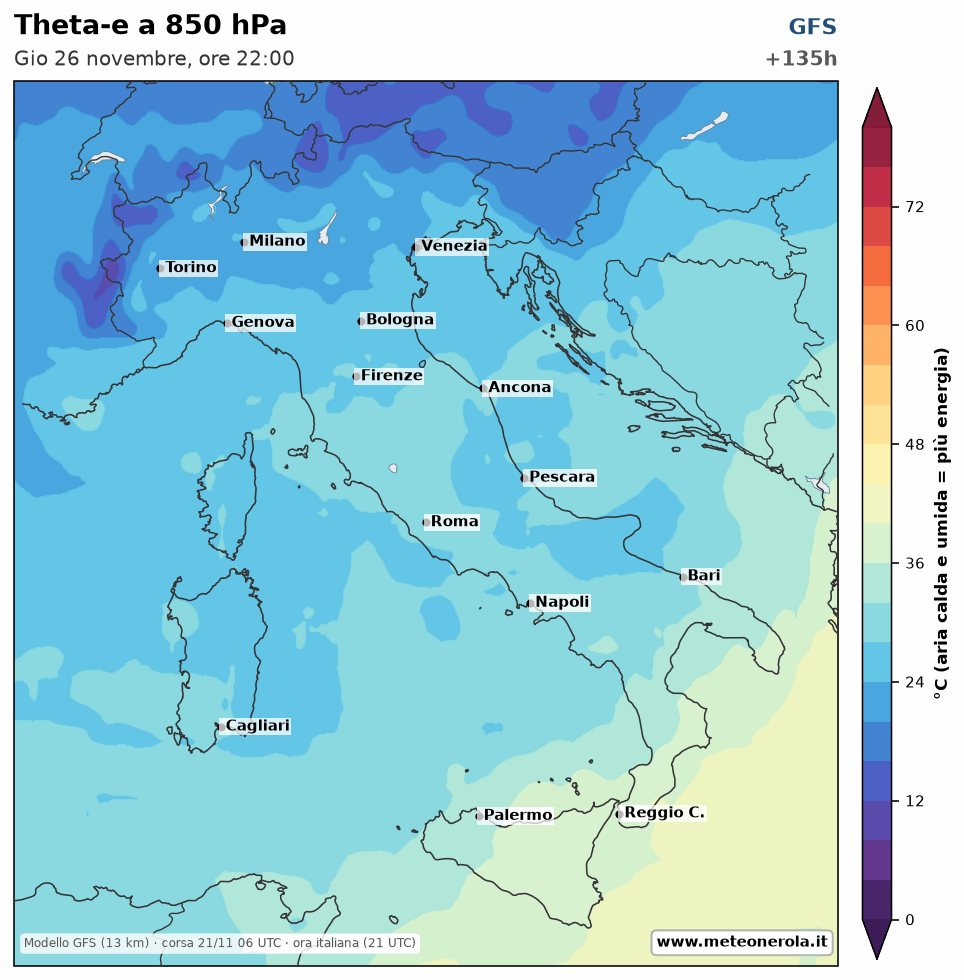 Theta-e a 850 hPa
GFS
Gio 26 novembre, ore 22:00
+135h
Milano
Venezia
Torino
Genova
Bologna
Firenze
Ancona
Pescara
Roma
Bari
Napoli
Cagliari
Palermo
Reggio C.
72
60
48
36
24
12
0
°C (aria calda e umida = più energia)
Modello GFS (13 km) · corsa 21/11 06 UTC · ora italiana (21 UTC)
www.meteonerola.it